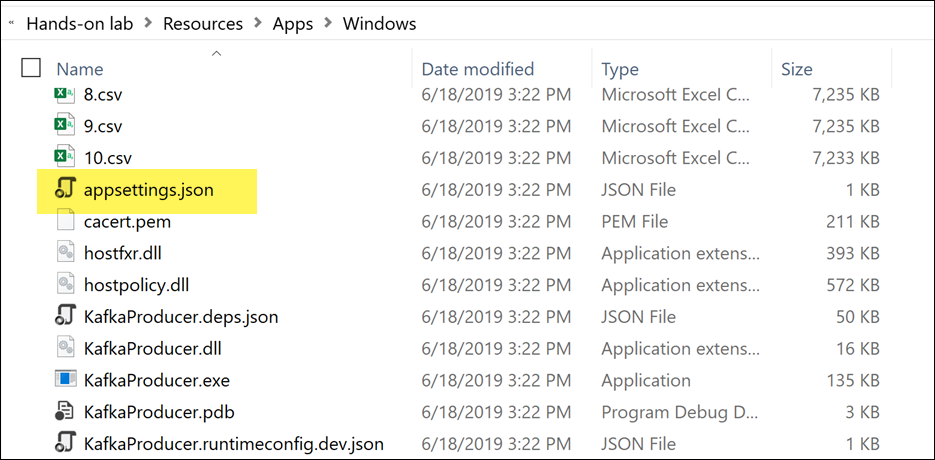 « Hands-on lab > Resources > Apps > Windows
Name Date modified Type Size
8.csv 6/18/2019 3:22 PM Microsoft Excel C... 7,235 KB
9.csv 6/18/2019 3:22 PM Microsoft Excel C... 7,235 KB
10.csv 6/18/2019 3:22 PM Microsoft Excel C... 7,233 KB
appsettings.json 6/18/2019 3:22 PM JSON File 1 KB
cacert.pem 6/18/2019 3:22 PM PEM File 211 KB
hostfxr.dll 6/18/2019 3:22 PM Application extens... 393 KB
hostpolicy.dll 6/18/2019 3:22 PM Application extens... 572 KB
KafkaProducer.deps.json 6/18/2019 3:22 PM JSON File 50 KB
KafkaProducer.dll 6/18/2019 3:22 PM Application extens... 16 KB
KafkaProducer.exe 6/18/2019 3:22 PM Application 135 KB
KafkaProducer.pdb 6/18/2019 3:22 PM Program Debug D... 3 KB
KafkaProducer.runtimeconfig.dev.json 6/18/2019 3:22 PM JSON File 1 KB